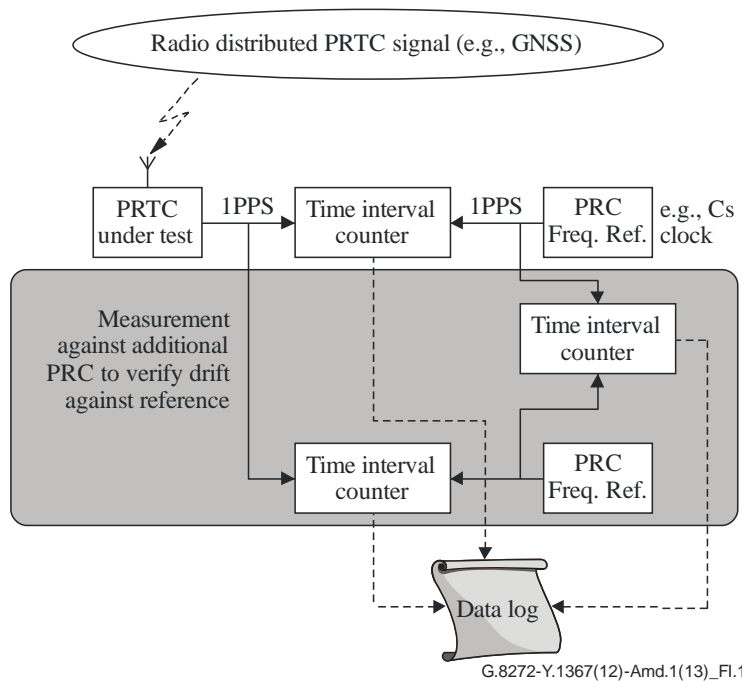 Radio distributed PRTC signal (e.g., GNSS)
PRTC
under test
1PPS
Time interval
counter
1PPS
PRC
Freq. Ref.
e.g., Cs
clock
Measurement
against additional
PRC to verify drift
against reference
Time interval
counter
Time interval
counter
PRC
Freq. Ref.
Data log
G.8272-Y.1367(12)-Amd.1(13)_FI.1